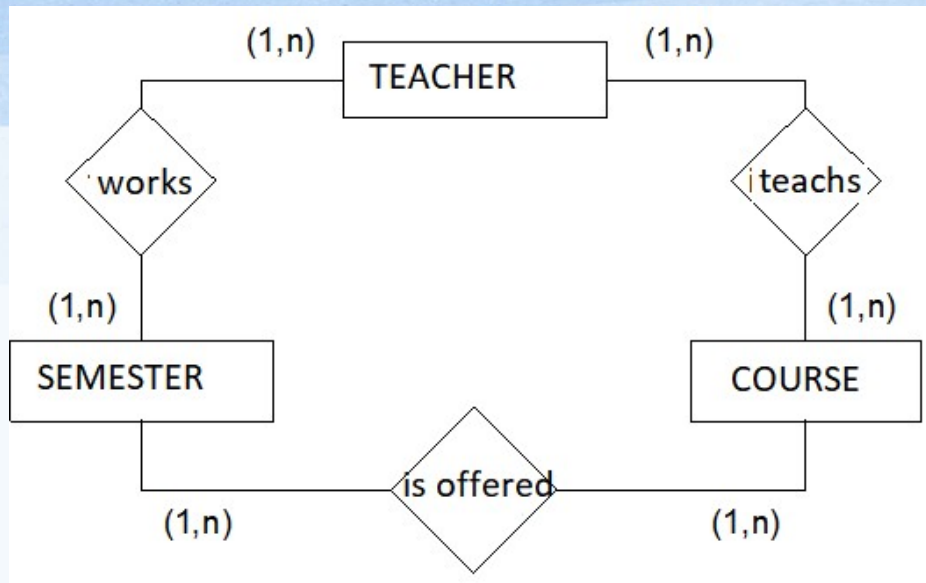 (1,n)
TEACHER
(1,n)
works
teachs
(1,n)
(1,n)
SEMESTER
COURSE
is offered
(1,n)
(1,n)